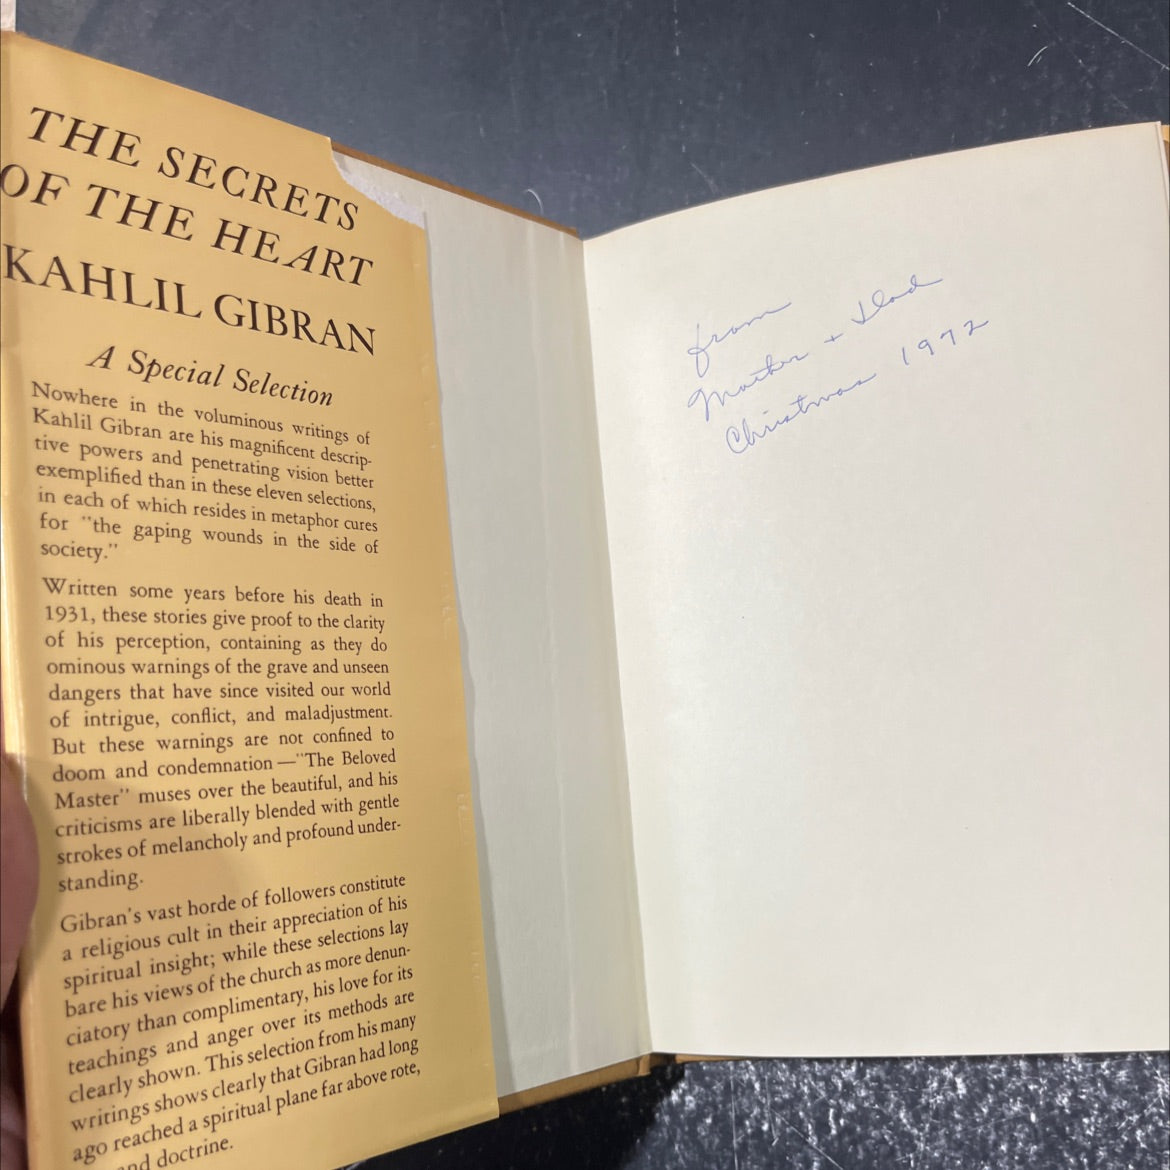 THE SECRETS
OF THE HEART
KAHLIL GIBRAN
A Special Selection
Nowhere in the voluminous writings of
Kahlil Gibran are his magnificent descrip-
tive powers and penetrating vision better
exemplified than in these eleven selections,
in each of which resides in metaphor cures
for "the gaping wounds in the side of
society."
Written some years before his death in
1931, these stories give proof to the clarity
of his perception, containing as they do
ominous warnings of the grave and unseen
dangers that have since visited our world
of intrigue, conflict, and maladjustment.
But these warnings are not confined to
doom and condemnation—"The Beloved
Master" muses over the beautiful, and his
criticisms are liberally blended with gentle
strokes of melancholy and profound under-
standing.
Gibran's vast horde of followers constitute
a religious cult in their appreciation of his
spiritual insight; while these selections lay
bare his views of the church as more denun-
ciatory than complimentary, his love for its
teachings and anger over its methods are
clearly shown. This selection from his many
writings shows clearly that Gibran had long
ago reached a spiritual plane far above rote,
and doctrine.
from
Mother + Dad
Christmas 1972